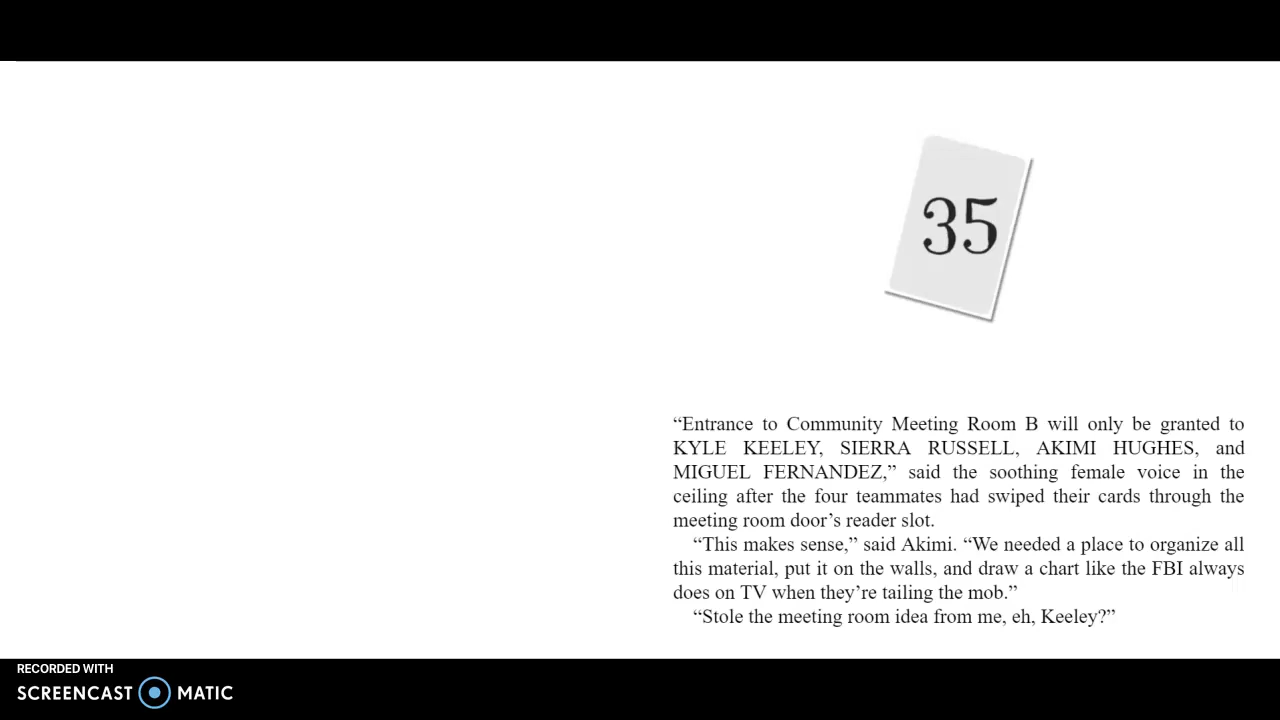 35
“Entrance to Community Meeting Room B will only be granted to
KYLE KEELEY, SIERRA RUSSELL, AKIMI HUGHES, and
MIGUEL FERNANDEZ,” said the soothing female voice in the
ceiling after the four teammates had swiped their cards through the
meeting room door’s reader slot.
“This makes sense,” said Akimi. “We needed a place to organize all
this material, put it on the walls, and draw a chart like the FBI always
does on TV when they’re tailing the mob.”
“Stole the meeting room idea from me, eh, Keeley?”
RECORDED WITH
SCREENCAST MATIC